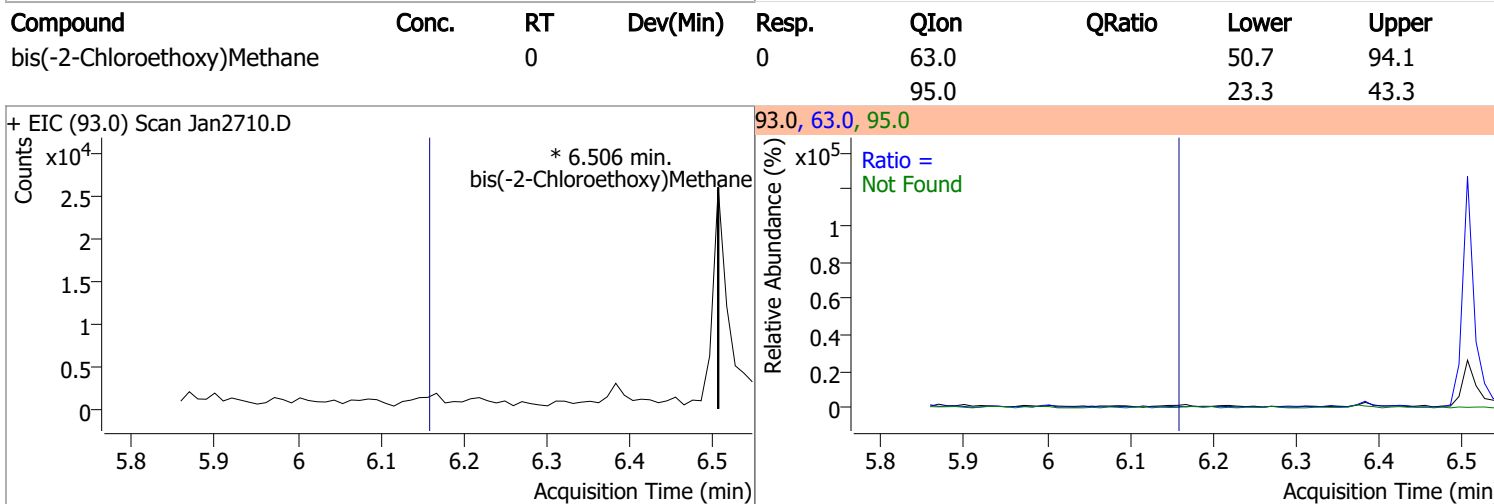 Compound Conc. RT Dev(Min) Resp. QIon QRatio Lower Upper
bis(-2-Chloroethoxy)Methane 0 0 63.0 50.7 94.1
95.0 23.3 43.3
+ EIC (93.0) Scan Jan2710.D
Counts
x10⁴
2.5
2
1.5
1
0.5
0
* 6.506 min.
bis(-2-Chloroethoxy)Methane
5.8 5.9 6 6.1 6.2 6.3 6.4 6.5
Acquisition Time (min)
93.0, 63.0, 95.0
Relative Abundance (%)
x10⁵
1
0.8
0.6
0.4
0.2
0
Ratio =
Not Found
5.8 5.9 6 6.1 6.2 6.3 6.4 6.5
Acquisition Time (min